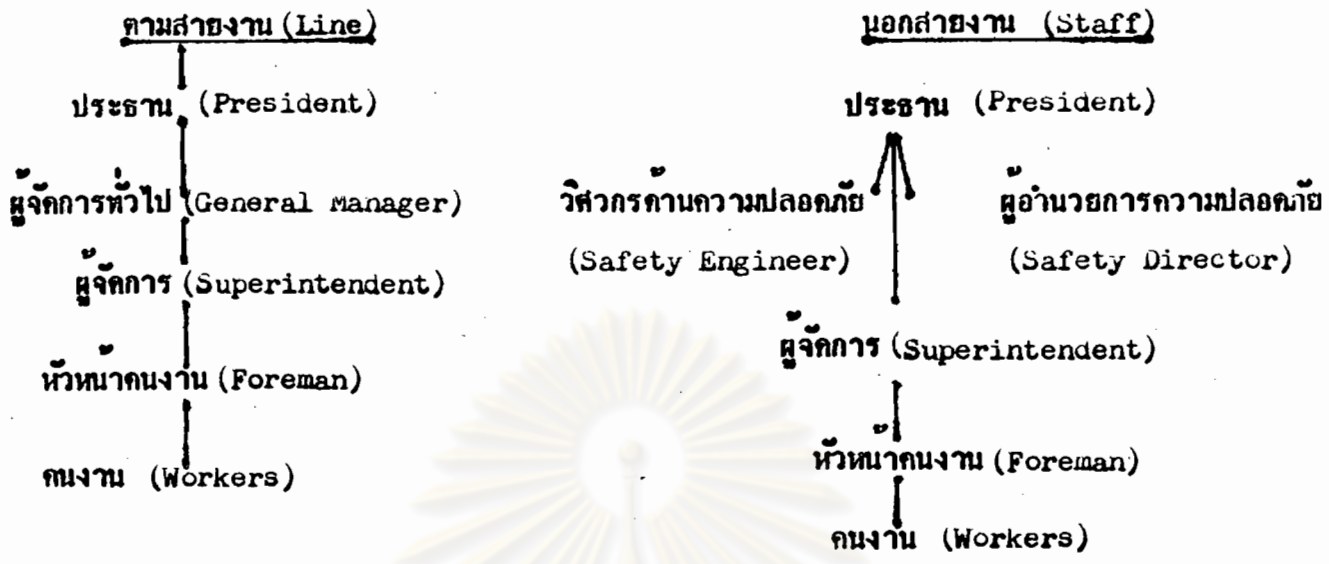 ตามสายงาน (Line)
ประธาน (President)
ผู้จัดการทั่วไป (General Manager)
ผู้จัดการ (Superintendent)
หัวหน้าคนงาน (Foreman)
คนงาน (Workers)
นอกสายงาน (Staff)
ประธาน (President)
วิศวกรด้านความปลอดภัย
(Safety Engineer)
ผู้อำนวยการความปลอดภัย
(Safety Director)
ผู้จัดการ (Superintendent)
หัวหน้าคนงาน (Foreman)
คนงาน (Workers)